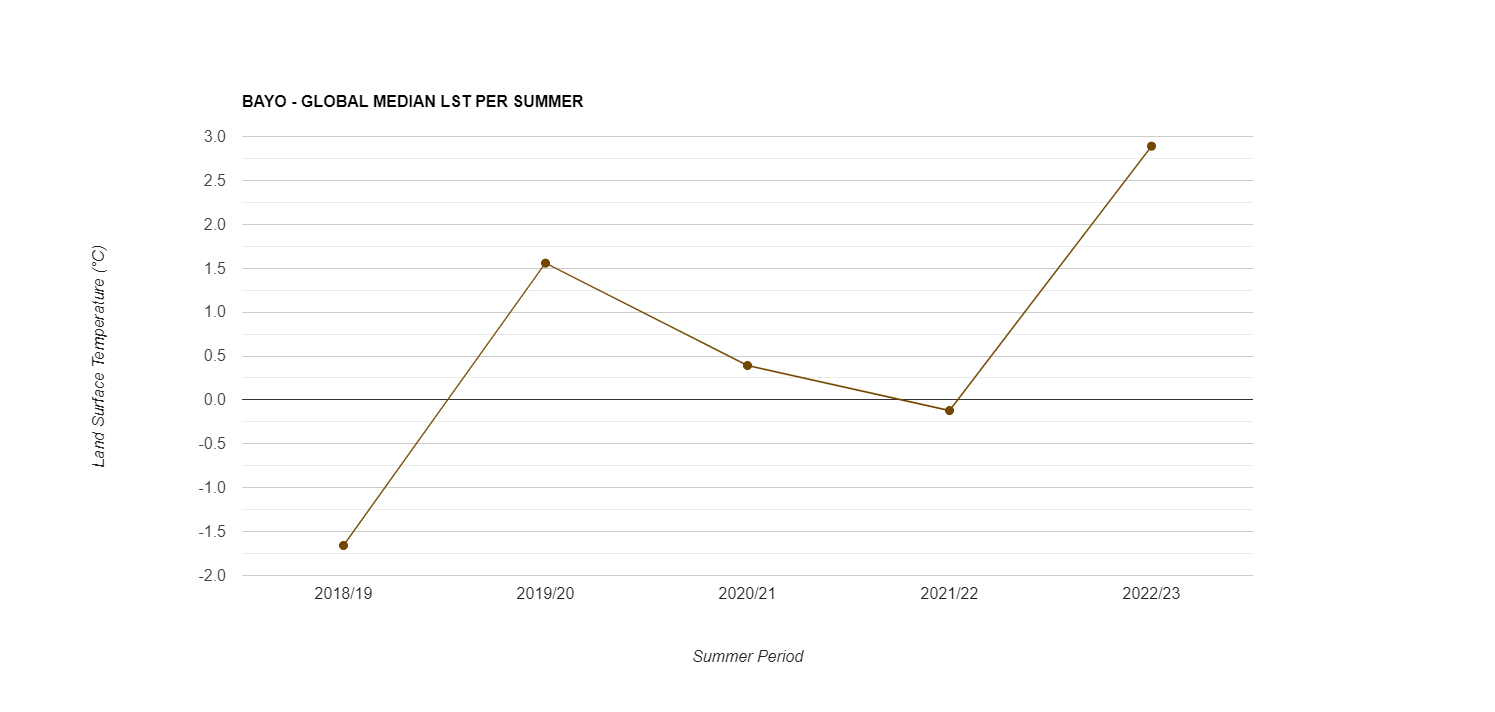 BAYO - GLOBAL MEDIAN LST PER SUMMER
3.0
2.5
2.0
1.5
1.0
0.5
0.0
-0.5
-1.0
-1.5
-2.0
Land Surface Temperature (°C)
2018/19 2019/20 2020/21 2021/22 2022/23
Summer Period